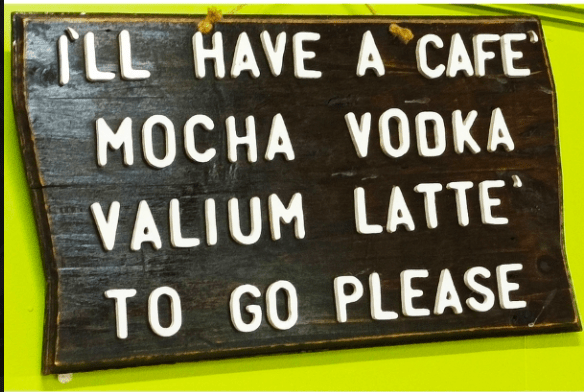 I'LL HAVE A CAFE'
MOCHA VODKA
VALIUM LATTE'
TO GO PLEASE